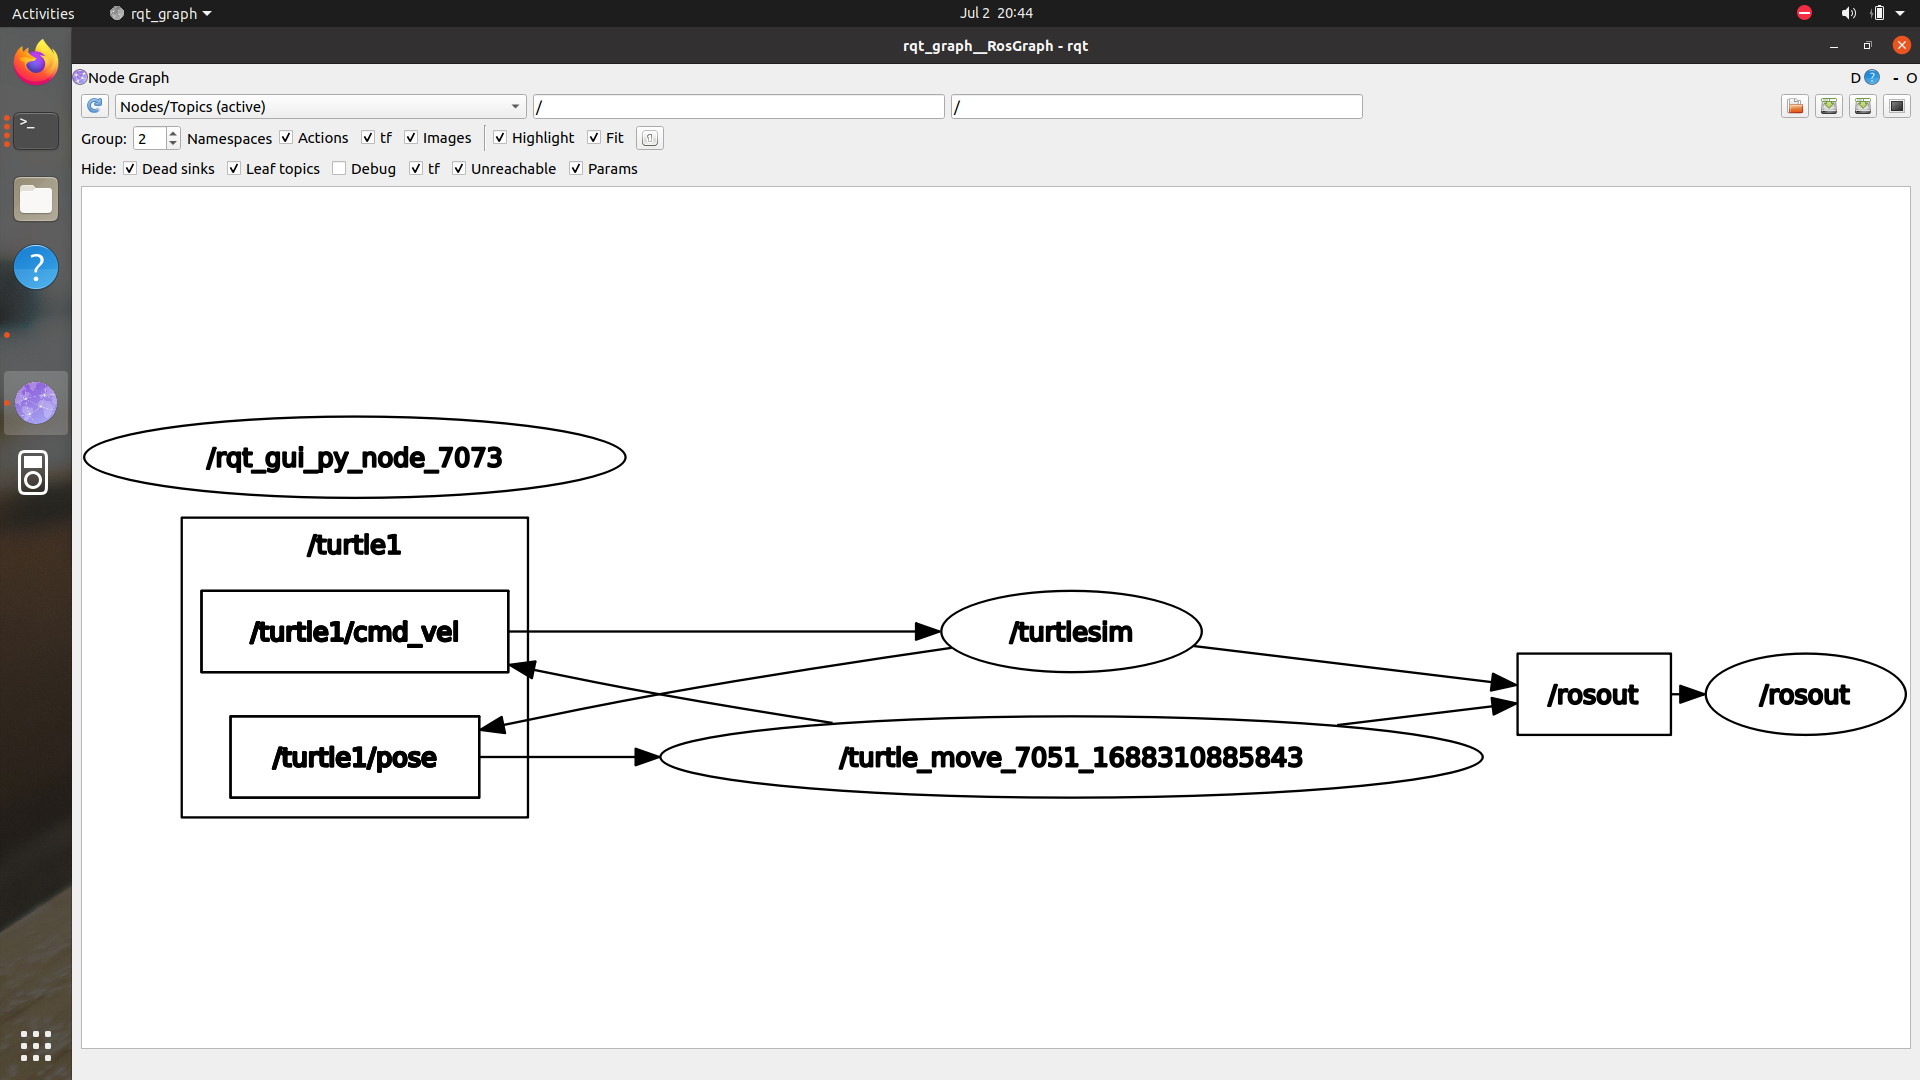 Activities rqt_graph Jul 2 20:44
rqt_graph__RosGraph - rqt
Node Graph D ? - O
Nodes/Topics (active) / /
Group: 2 Namespaces Actions tf Images Highlight Fit
Hide: Dead sinks Leaf topics Debug tf Unreachable Params
/rqt_gui_py_node_7073
/turtle1
/turtle1/cmd_vel
/turtlesim
/rosout
/rosout
/turtle1/pose
/turtle_move_7051_1688310885843